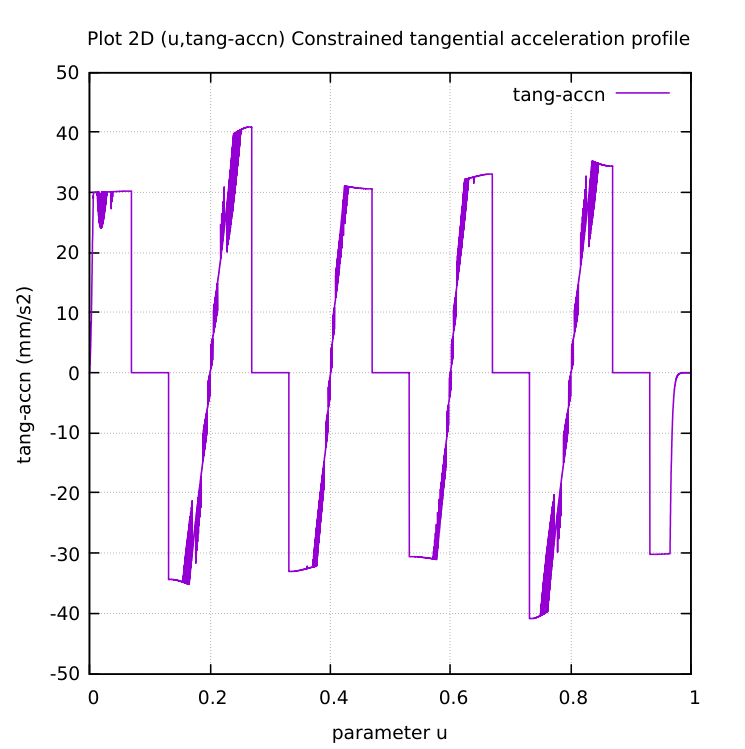 Plot 2D (u,tang-accn) Constrained tangential acceleration profile
50
tang-accn
40
30
20
10
0
-10
-20
-30
-40
-50
tang-accn (mm/s2)
0 0.2 0.4 0.6 0.8 1
parameter u